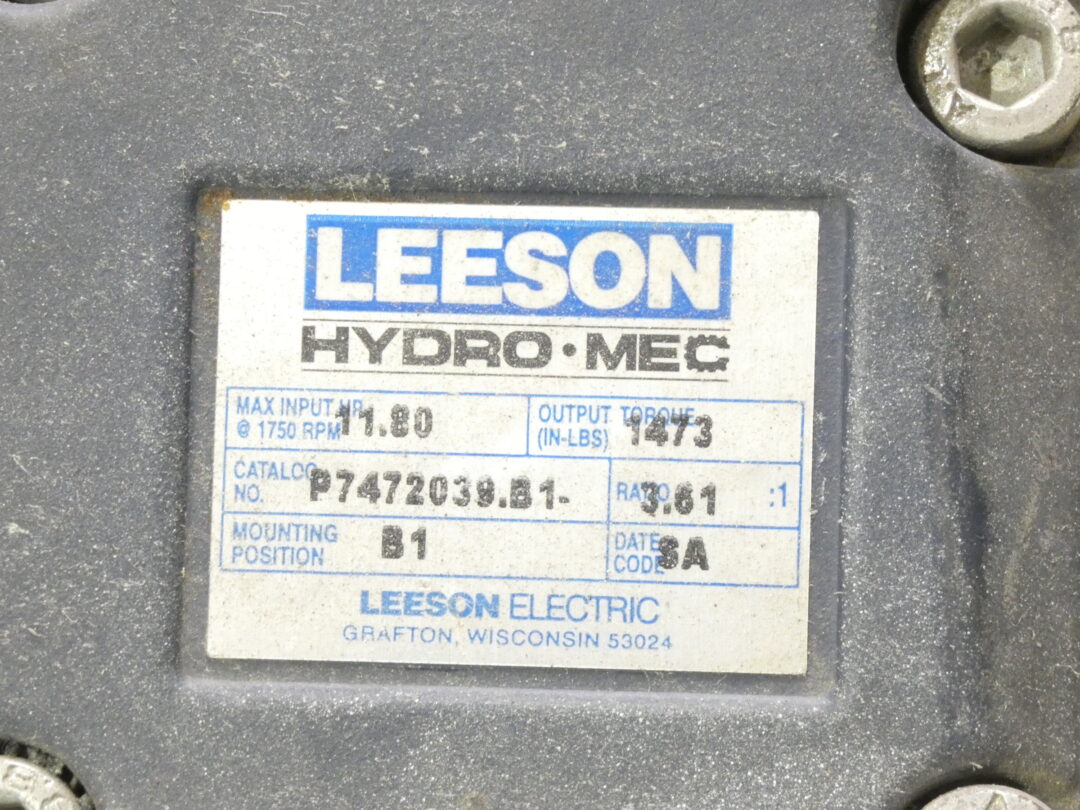 LEESON
HYDRO·MEC
MAX INPUT HP
@ 1750 RPM 11.80
OUTPUT TORQUE
(IN-LBS) 1473
CATALOG
NO. P7472039.B1-
RATIO 3.61 :1
MOUNTING
POSITION B1
DATE
CODE SA
LEESON ELECTRIC
GRAFTON, WISCONSIN 53024